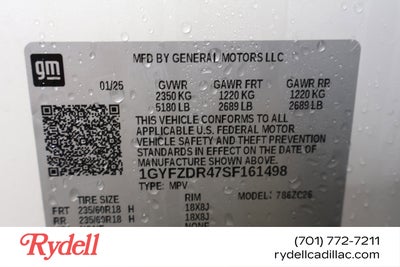 gm
MFD BY GENERAL MOTORS LLC
01/25 GVWR GAWR FRT GAWR RR
2350 KG 1220 KG 1220 KG
5180 LB 2689 LB 2689 LB
THIS VEHICLE CONFORMS TO ALL
APPLICABLE U.S. FEDERAL MOTOR
VEHICLE SAFETY AND THEFT PREVENTION
STANDARDS IN EFFECT ON THE DATE OF
MANUFACTURE SHOWN ABOVE.
1GYFZDR47SF161498
TYPE: MPV
MODEL:
TIRE SIZE RIM
FRT 235/60R18 H 18X8J
RR 235/60R18 H 18X8J
NONE
Rydell
(701) 772-7211
rydellcadillac.com